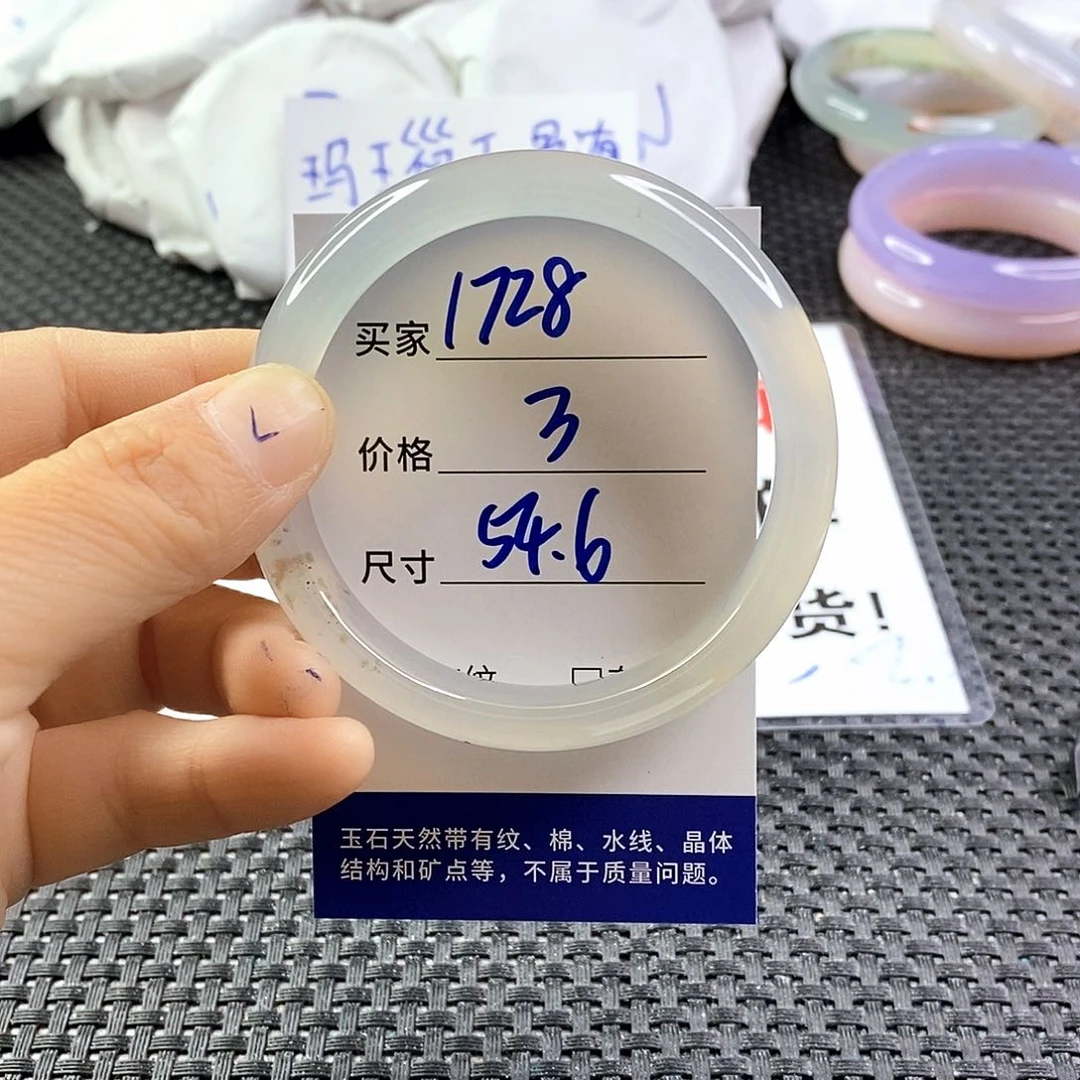 玛瑙
买家 1728
价格 3
尺寸 54.6
货！
玉石天然带有纹、棉、水线、晶体
结构和矿点等，不属于质量问题。